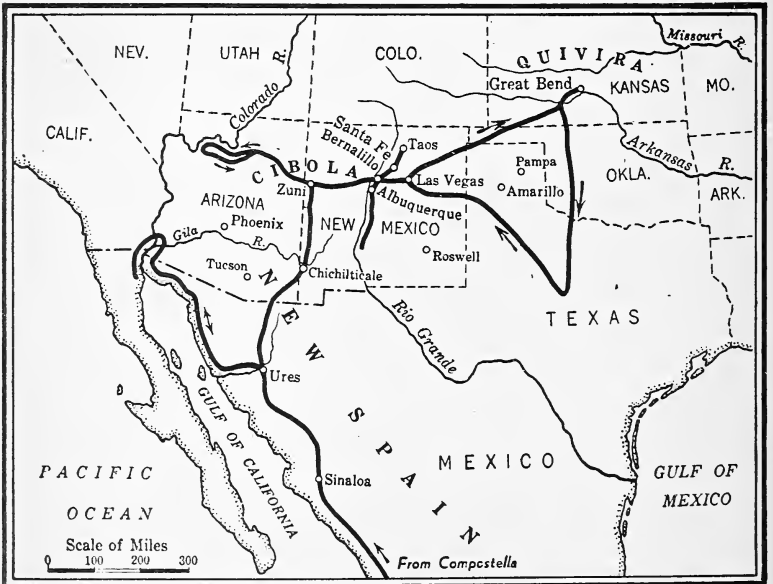 NEV.
UTAH
COLO.
Missouri R.
QUIVIRA
Great Bend
KANSAS
MO.
Colorado R.
CALIF.
Santa Fe
Bernalillo
Taos
Arkansas R.
CIBOLA
Pampa
OKLA.
Zuni
Las Vegas
Amarillo
ARK.
ARIZONA
Albuquerque
Phoenix
NEW MEXICO
Gila R.
Roswell
Tucson
Chichilticale
NEW SPAIN
Rio Grande
TEXAS
Ures
GULF OF CALIFORNIA
MEXICO
PACIFIC
OCEAN
Sinaloa
GULF OF
MEXICO
Scale of Miles
0 100 200 300
From Compostella